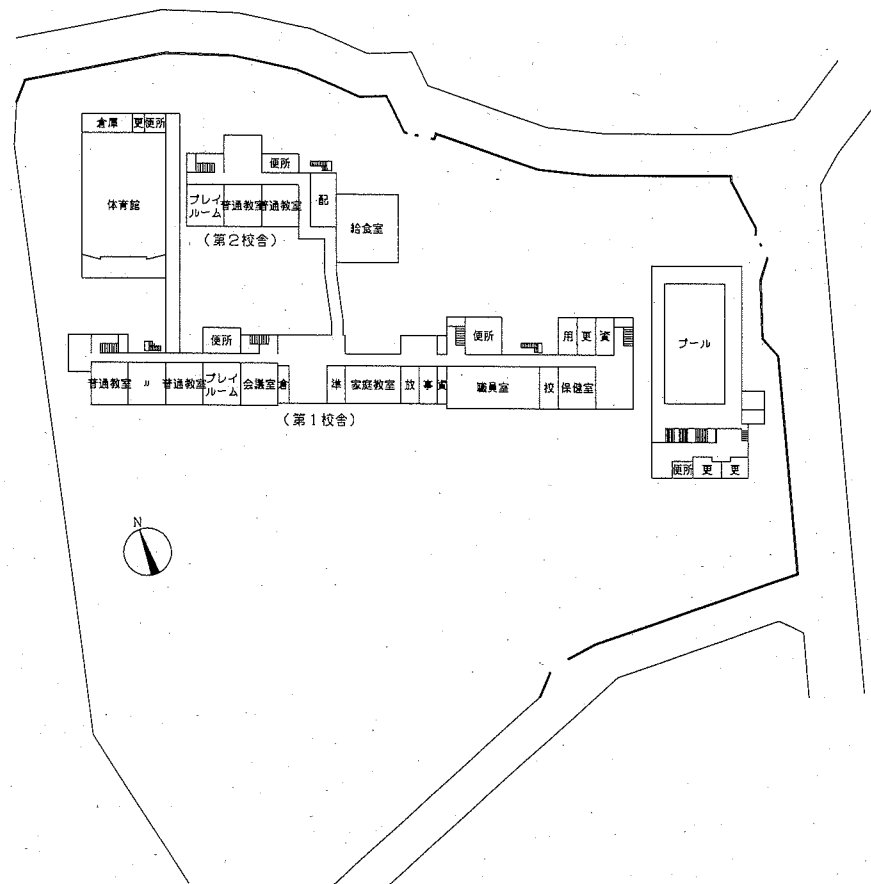 倉庫 更 便所
便所
体育館
プレイルーム 普通教室 普通教室 配
給食室
(第2校舎)
便所 便所 用 更 資
プール
普通教室 〃 普通教室 プレイルーム 会議室 倉 準 家庭教室 放 事 資 職員室 校 保健室
(第1校舎)
便所 更 更
N